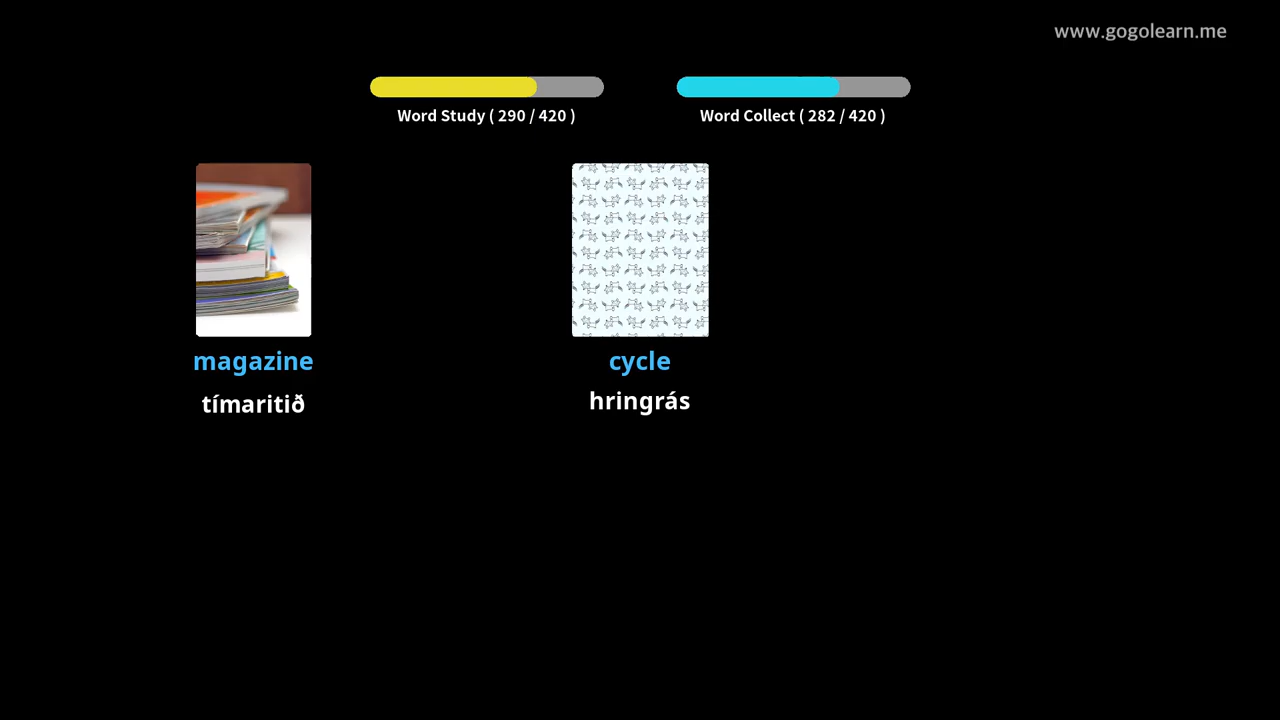 www.gogolearn.me
Word Study ( 290 / 420 )
Word Collect ( 282 / 420 )
magazine
tímaritið
cycle
hringrás